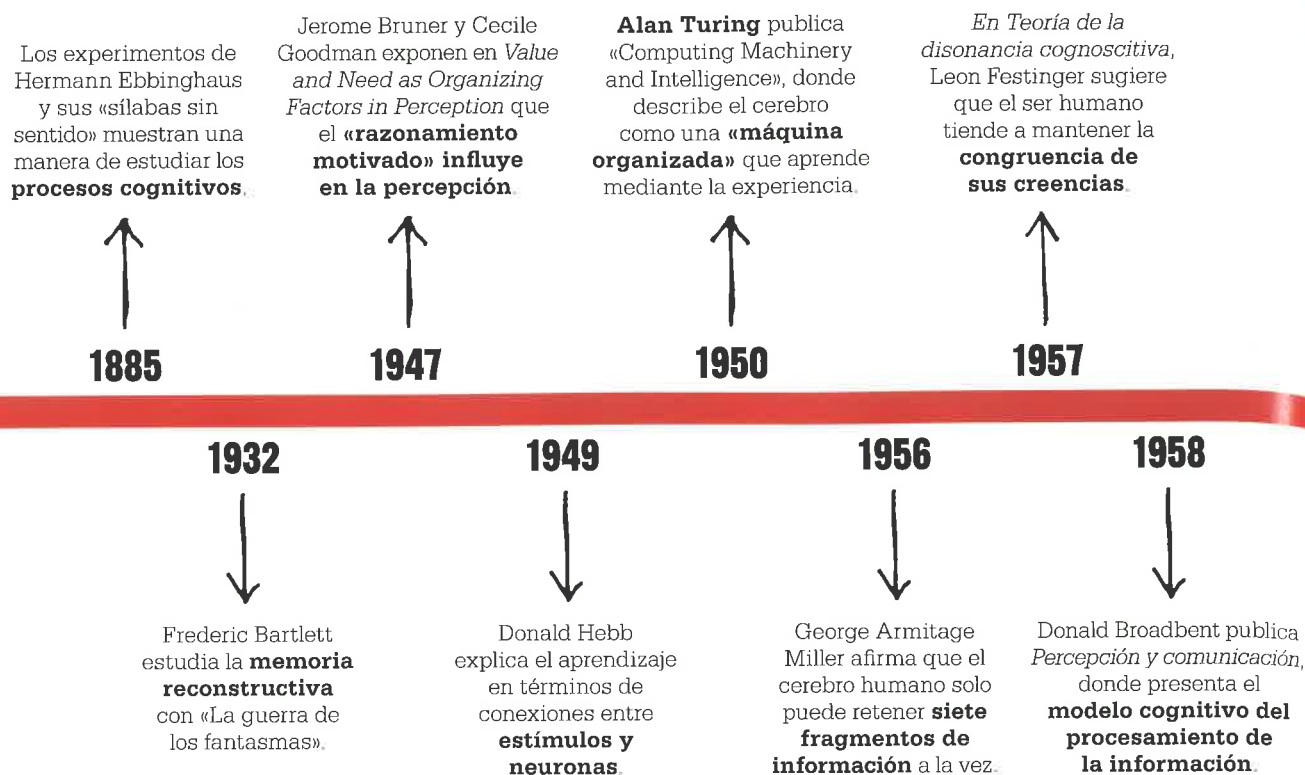 Los experimentos de
Hermann Ebbinghaus
y sus «sílabas sin
sentido» muestran una
manera de estudiar los
procesos cognitivos.
Jerome Bruner y Cecile
Goodman exponen en Value
and Need as Organizing
Factors in Perception que
el «razonamiento
motivado» influye
en la percepción.
Alan Turing publica
«Computing Machinery
and Intelligence», donde
describe el cerebro
como una «máquina
organizada» que aprende
mediante la experiencia.
En Teoría de la
disonancia cognoscitiva,
Leon Festinger sugiere
que el ser humano
tiende a mantener la
congruencia de
sus creencias.
1885
1947
1950
1957
1932
1949
1956
1958
Frederic Bartlett
estudia la memoria
reconstructiva
con «La guerra de
los fantasmas».
Donald Hebb
explica el aprendizaje
en términos de
conexiones entre
estímulos y
neuronas.
George Armitage
Miller afirma que el
cerebro humano solo
puede retener siete
fragmentos de
información a la vez.
Donald Broadbent publica
Percepción y comunicación,
donde presenta el
modelo cognitivo del
procesamiento de
la información.